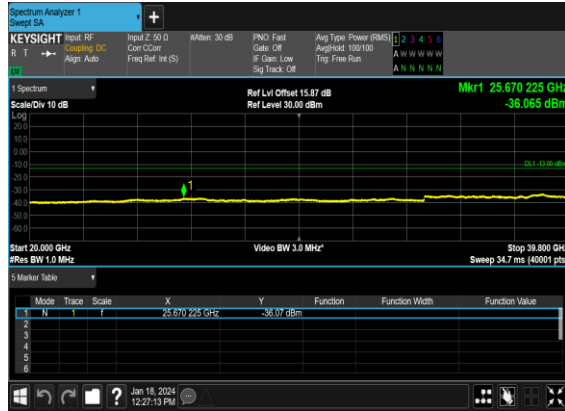 Spectrum Analyzer 1
Swept SA
+
KEYSIGHT
R T
LW
Input: RF
Coupling: DC
Align: Auto
Input Z: 50 Ω
Corr CCorr
Freq Ref: Int (S)
#Atten: 30 dB
PNO: Fast
Gate: Off
IF Gain: Low
Sig Track: Off
Avg Type: Power (RMS)
Avg|Hold: 100/100
Trig: Free Run
1 2 3 4 5 6
A W W W W W
A N N N N N
1 Spectrum
Scale/Div 10 dB
Log
Ref Lvl Offset 15.87 dB
Ref Level 30.00 dBm
Mkr1 25.670 225 GHz
-36.065 dBm
20.0
10.0
0.00
-10.0
-20.0
-30.0
-40.0
-50.0
-60.0
DL1 -13.00 dBm
1
Start 20.000 GHz
#Res BW 1.0 MHz
Video BW 3.0 MHz*
Stop 39.800 GHz
Sweep 34.7 ms (40001 pts)
5 Marker Table
Mode Trace Scale X Y Function Function Width Function Value
1 N 1 f 25.670 225 GHz -36.07 dBm
2
3
4
5
6
?
Jan 18, 2024
12:27:13 PM